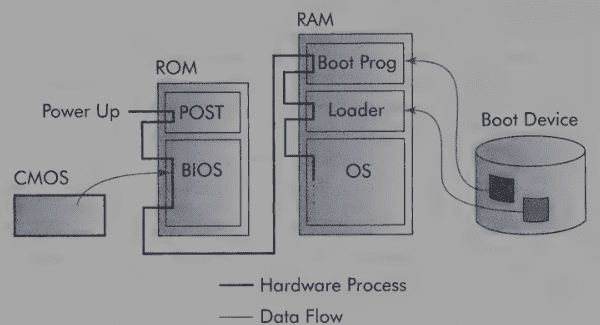 RAM
ROM
Boot Prog
Power Up
POST
Loader
Boot Device
CMOS
BIOS
OS
Hardware Process
Data Flow